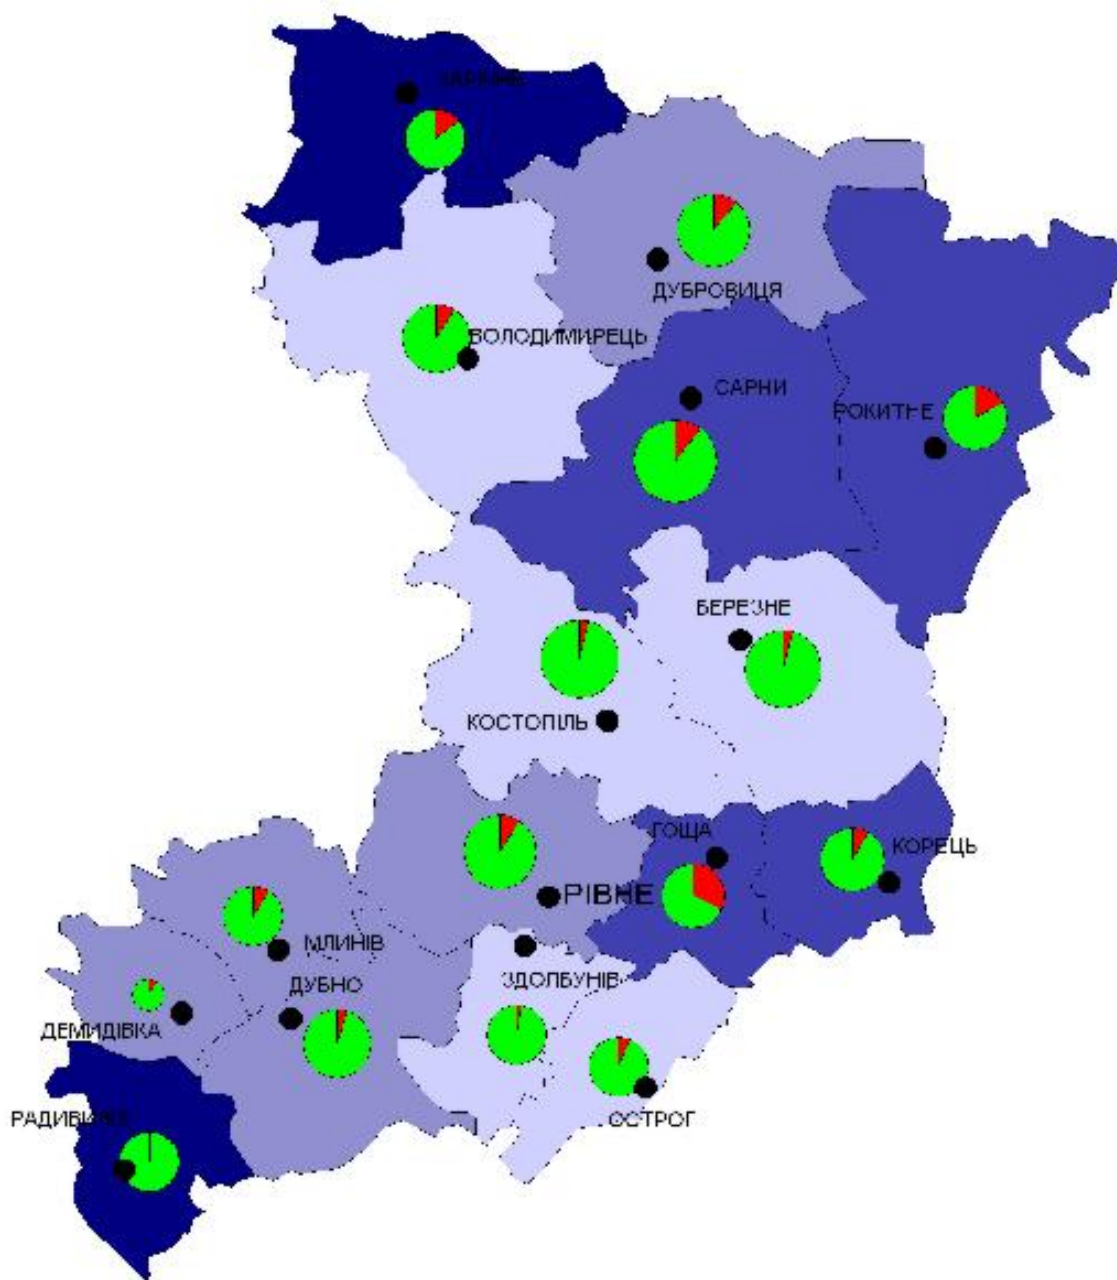 ДУБРОВИЦЯ
ВОЛОДИМИРЕЦЬ
САРНИ
РОКИТНЕ
БЕРЕЗНЕ
КОСТОПІЛЬ
ГОЩА
КОРЕЦЬ
РІВНЕ
МЛИНІВ
ЗДОЛБУНІВ
ДУБНО
ДЕМИДІВКА
ОСТРОГ